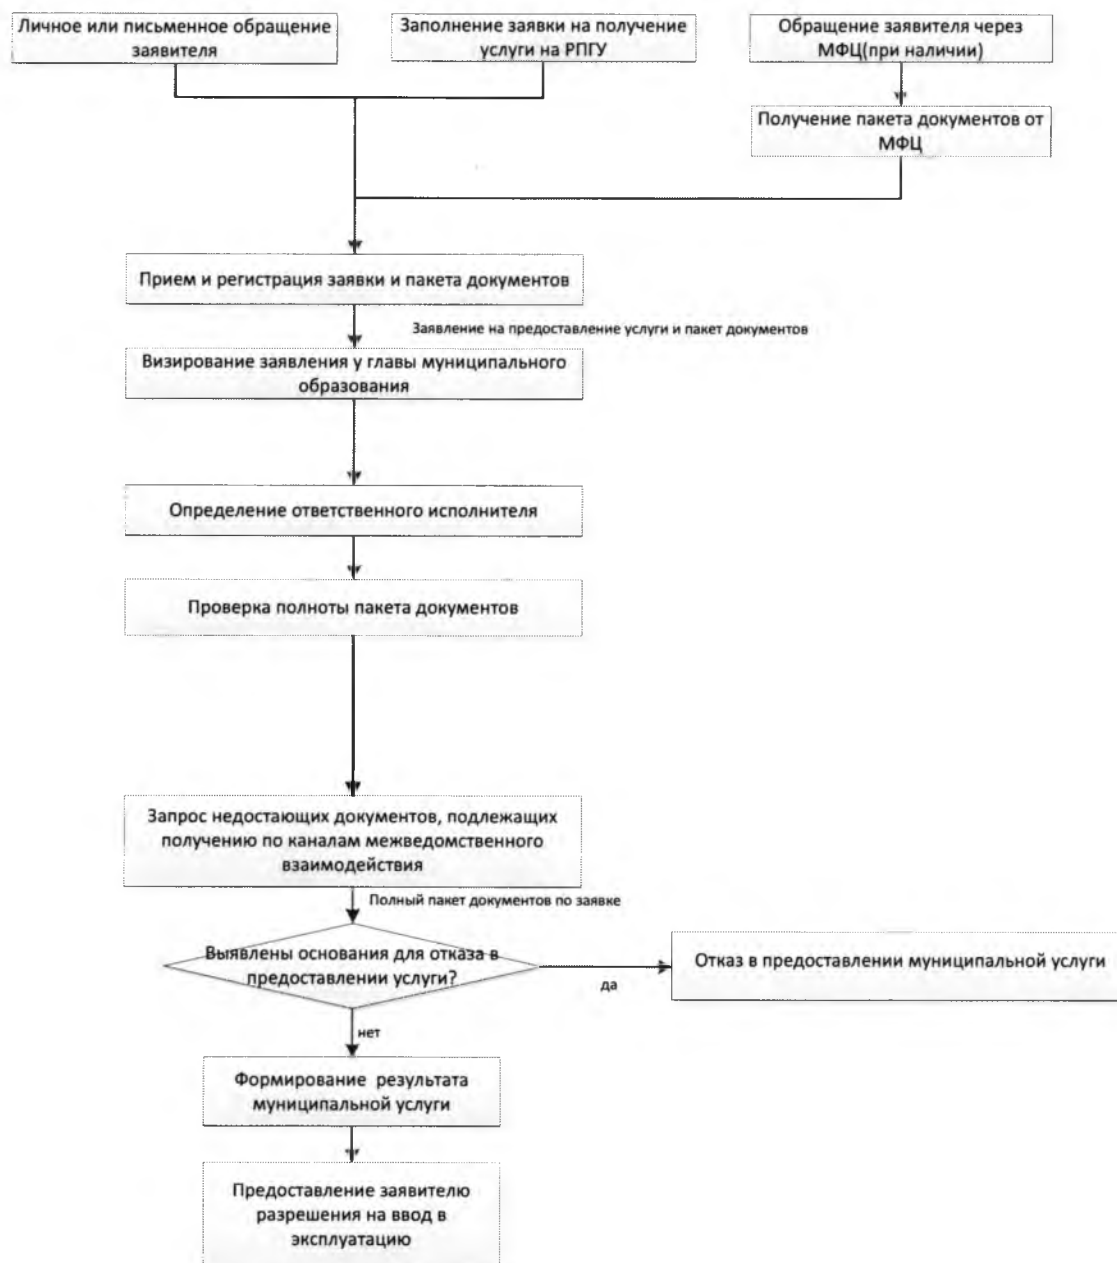 Личное или письменное обращение
заявителя
Заполнение заявки на получение
услуги на РПГУ
Обращение заявителя через
МФЦ(при наличии)
Получение пакета документов от
МФЦ
Прием и регистрация заявки и пакета документов
Заявление на предоставление услуги и пакет документов
Визирование заявления у главы муниципального
образования
Определение ответственного исполнителя
Проверка полноты пакета документов
Запрос недостающих документов, подлежащих
получению по каналам межведомственного
взаимодействия
Полный пакет документов по заявке
Выявлены основания для отказа в
предоставлении услуги?
да
Отказ в предоставлении муниципальной услуги
нет
Формирование результата
муниципальной услуги
Предоставление заявителю
разрешения на ввод в
эксплуатацию